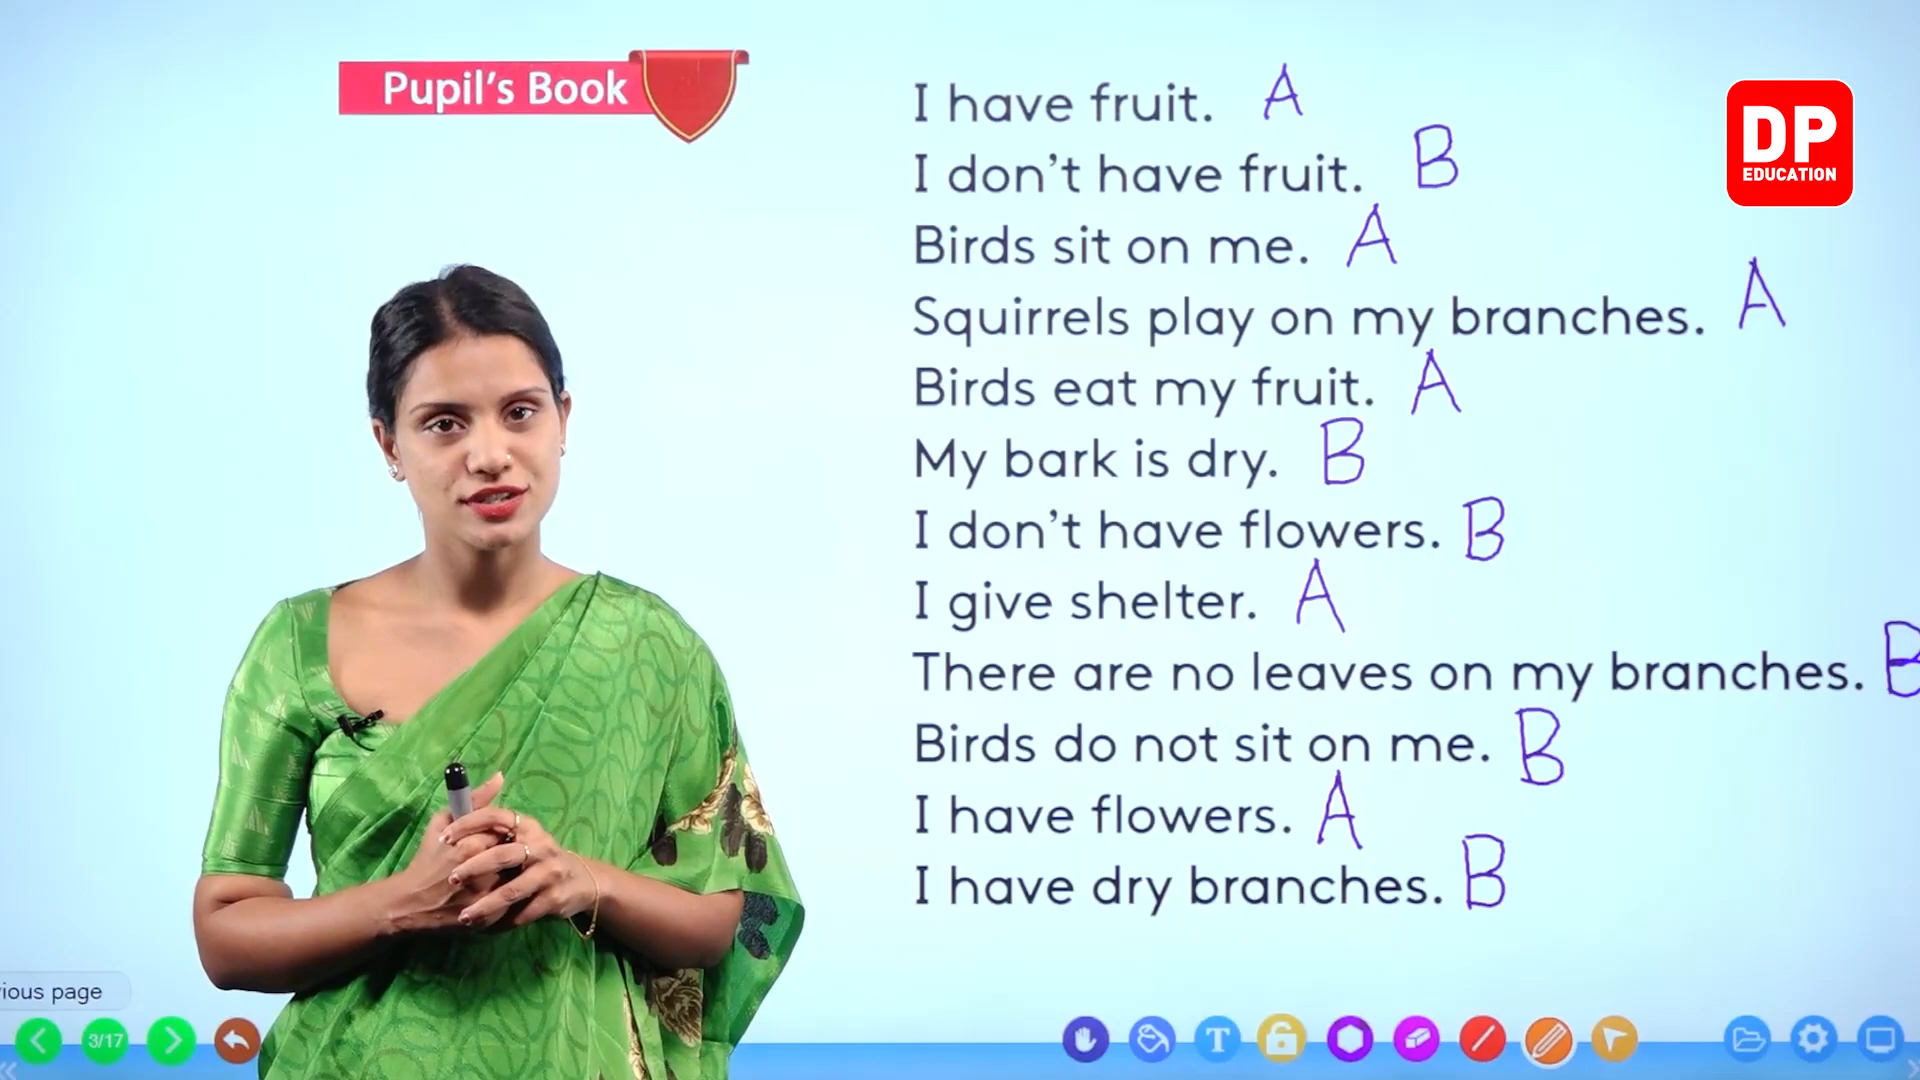 Pupil's Book
I have fruit. A
I don't have fruit. B
Birds sit on me. A
Squirrels play on my branches. A
Birds eat my fruit. A
My bark is dry. B
I don't have flowers. B
I give shelter. A
There are no leaves on my branches. B
Birds do not sit on me. B
I have flowers. A
I have dry branches. B
DP
EDUCATION
ious page
3/17
T